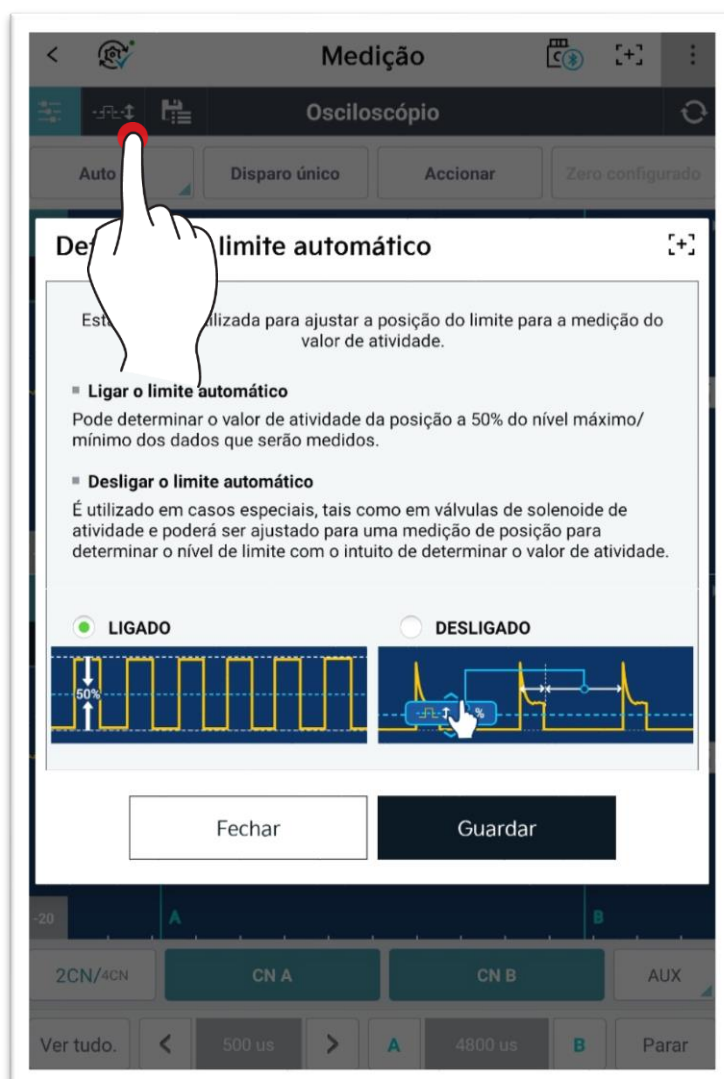 Medição
Osciloscópio
Auto
Disparo único
Accionar
Zero configurado
limite automático
para ajustar a posição do limite para a medição do
valor de atividade.
Ligar o limite automático
Pode determinar o valor de atividade da posição a 50% do nível máximo/
mínimo dos dados que serão medidos.
Desligar o limite automático
É utilizado em casos especiais, tais como em válvulas de solenoide de
atividade e poderá ser ajustado para uma medição de posição para
determinar o nível de limite com o intuito de determinar o valor de atividade.
LIGADO
DESLIGADO
50%
%
Fechar
Guardar
-20
A
B
2CN/4CN
CN A
CN B
AUX
Ver tudo.
<
500 us
>
A
4800 us
B
Parar